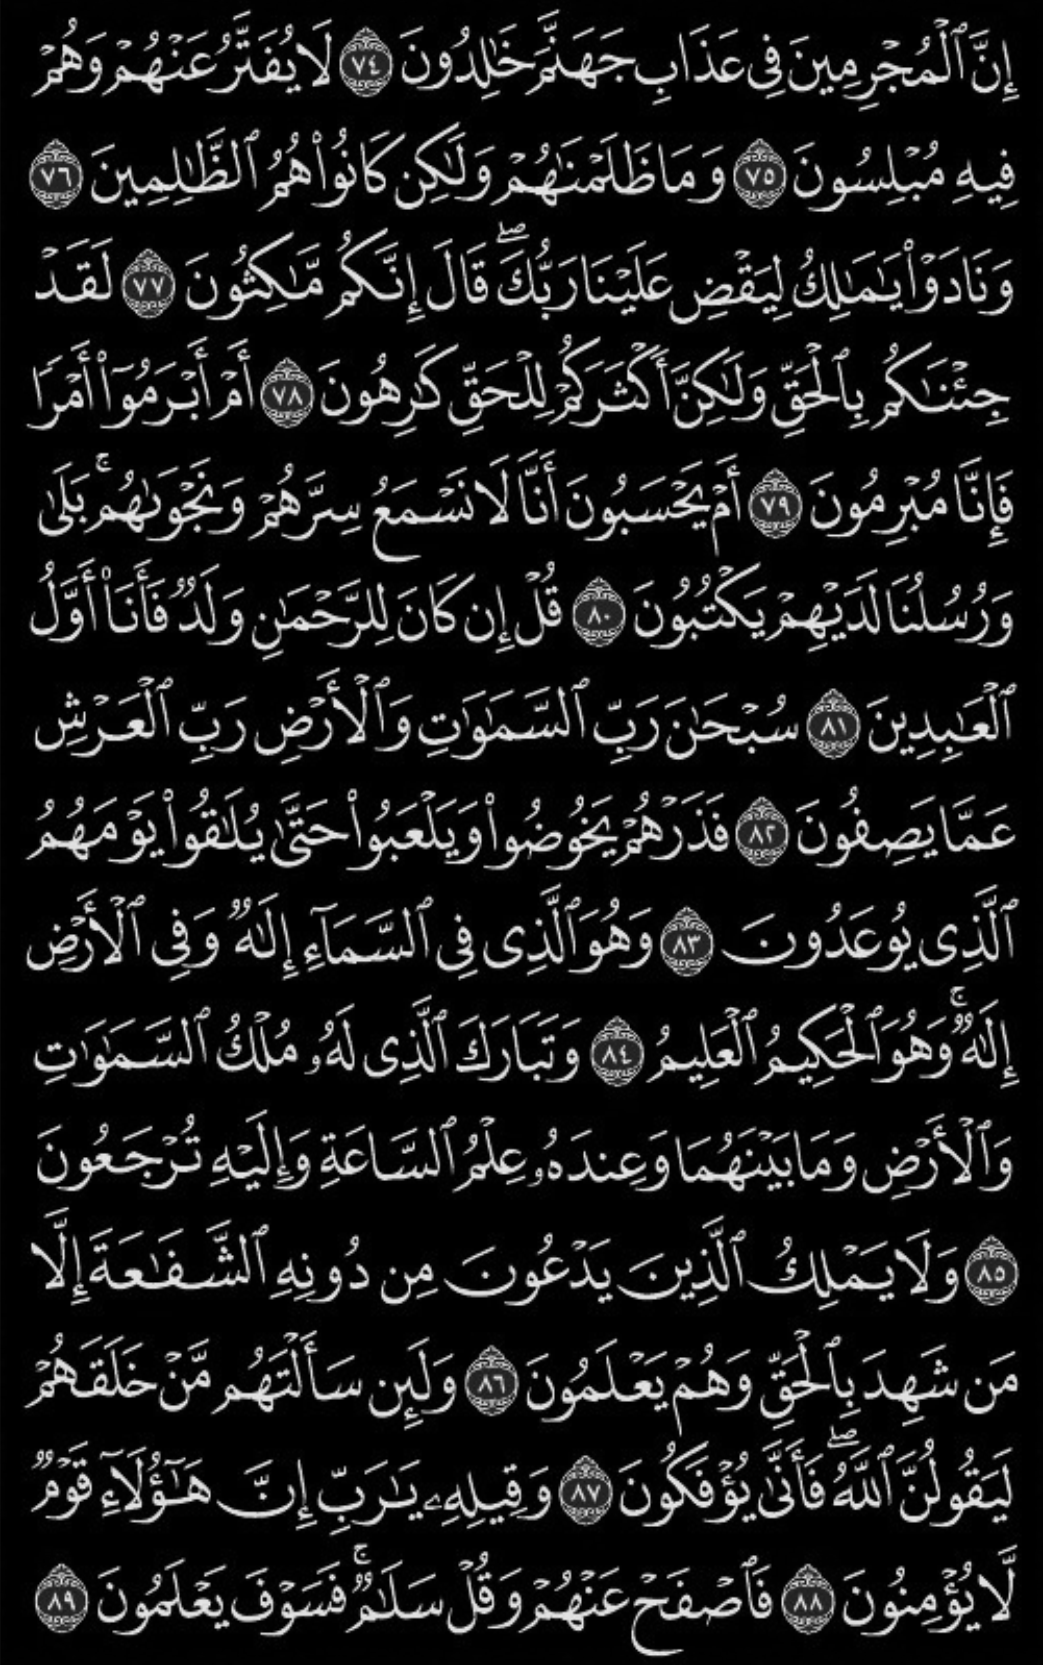 إِنَّ ٱلْمُجْرِمِينَ فِى عَذَابِ جَهَنَّمَ خَٰلِدُونَ ٧٤ لَا يُفَتَّرُ عَنْهُمْ وَهُمْ
فِيهِ مُبْلِسُونَ ٧٥ وَمَا ظَلَمْنَٰهُمْ وَلَٰكِن كَانُوا۟ هُمُ ٱلظَّٰلِمِينَ ٧٦
وَنَادَوْا۟ يَٰمَٰلِكُ لِيَقْضِ عَلَيْنَا رَبُّكَ ۖ قَالَ إِنَّكُم مَّٰكِثُونَ ٧٧ لَقَدْ
جِئْنَٰكُم بِٱلْحَقِّ وَلَٰكِنَّ أَكْثَرَكُمْ لِلْحَقِّ كَٰرِهُونَ ٧٨ أَمْ أَبْرَمُوٓا۟ أَمْرًا
فَإِنَّا مُبْرِمُونَ ٧٩ أَمْ يَحْسَبُونَ أَنَّا لَا نَسْمَعُ سِرَّهُمْ وَنَجْوَىٰهُم ۚ بَلَىٰ
وَرُسُلُنَا لَدَيْهِمْ يَكْتُبُونَ ٨٠ قُلْ إِن كَانَ لِلرَّحْمَٰنِ وَلَدٌ فَأَنَا۠ أَوَّلُ
ٱلْعَٰبِدِينَ ٨١ سُبْحَٰنَ رَبِّ ٱلسَّمَٰوَٰتِ وَٱلْأَرْضِ رَبِّ ٱلْعَرْشِ
عَمَّا يَصِفُونَ ٨٢ فَذَرْهُمْ يَخُوضُوا۟ وَيَلْعَبُوا۟ حَتَّىٰ يُلَٰقُوا۟ يَوْمَهُمُ
ٱلَّذِى يُوعَدُونَ ٨٣ وَهُوَ ٱلَّذِى فِى ٱلسَّمَآءِ إِلَٰهٌ وَفِى ٱلْأَرْضِ
إِلَٰهٌ ۚ وَهُوَ ٱلْحَكِيمُ ٱلْعَلِيمُ ٨٤ وَتَبَارَكَ ٱلَّذِى لَهُۥ مُلْكُ ٱلسَّمَٰوَٰتِ
وَٱلْأَرْضِ وَمَا بَيْنَهُمَا وَعِندَهُۥ عِلْمُ ٱلسَّاعَةِ وَإِلَيْهِ تُرْجَعُونَ
٨٥ وَلَا يَمْلِكُ ٱلَّذِينَ يَدْعُونَ مِن دُونِهِ ٱلشَّفَٰعَةَ إِلَّا
مَن شَهِدَ بِٱلْحَقِّ وَهُمْ يَعْلَمُونَ ٨٦ وَلَئِن سَأَلْتَهُم مَّنْ خَلَقَهُمْ
لَيَقُولُنَّ ٱللَّهُ ۖ فَأَنَّىٰ يُؤْفَكُونَ ٨٧ وَقِيلِهِۦ يَٰرَبِّ إِنَّ هَٰٓؤُلَآءِ قَوْمٌ
لَّا يُؤْمِنُونَ ٨٨ فَٱصْفَحْ عَنْهُمْ وَقُلْ سَلَٰمٌ ۚ فَسَوْفَ يَعْلَمُونَ ٨٩